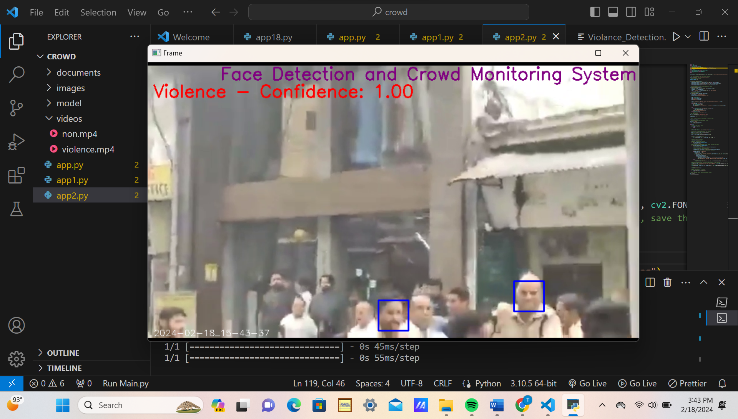 File Edit Selection View Go ··· crowd
EXPLORER ···
Welcome app18.py app.py 2 app1.py 2 app2.py 2 Violance_Detection.
CROWD
documents
images
model
videos
non.mp4
violence.mp4
app.py 2
app1.py 2
app2.py 2
OUTLINE
TIMELINE
Frame
Face Detection and Crowd Monitoring System
Violence - Confidence: 1.00
2024-02-18_15-43-37
, cv2.FON
, save th
1/1 [==============================] - 0s 45ms/step
1/1 [==============================] - 0s 55ms/step
0 6 0 Run Main.py Ln 119, Col 46 Spaces: 4 UTF-8 CRLF Python 3.10.5 64-bit Go Live Go Live Prettier
93° Search 3:43 PM
2/18/2024